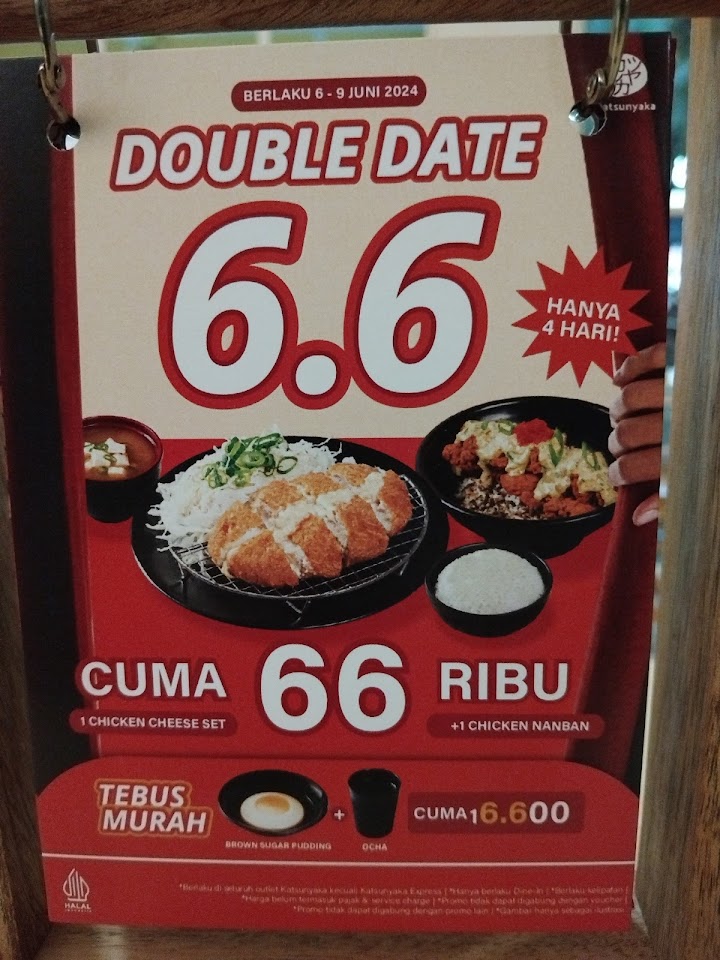 BERLAKU 6 - 9 JUNI 2024
atsunyaka
DOUBLE DATE
6.6
HANYA
4 HARI!
CUMA 66 RIBU
1 CHICKEN CHEESE SET
+1 CHICKEN NANBAN
TEBUS
MURAH
+
CUMA 16.600
BROWN SUGAR PUDDING
OCHA
HALAL
INDONESIA
*Berlaku di seluruh outlet Katsunyaka kecuali Katsunyaka Express | *Hanya berlaku Dine-in | *Berlaku kelipatan |
*Harga belum termasuk pajak & service charge | *Promo tidak dapat digabung dengan voucher |
*Promo tidak dapat digabung dengan promo lain | *Gambar hanya sebagai ilustrasi